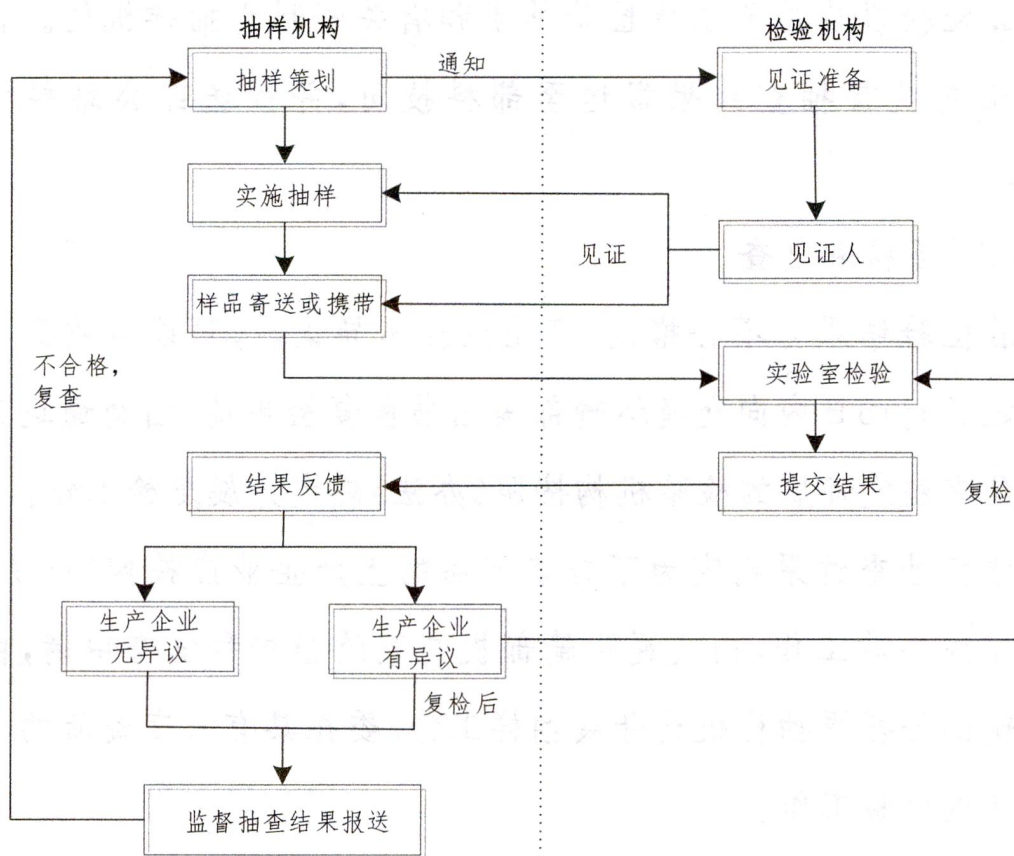 抽样机构
检验机构
抽样策划
通知
见证准备
实施抽样
见证
见证人
样品寄送或携带
不合格，
复查
实验室检验
结果反馈
提交结果
复检
生产企业
无异议
生产企业
有异议
复检后
监督抽查结果报送